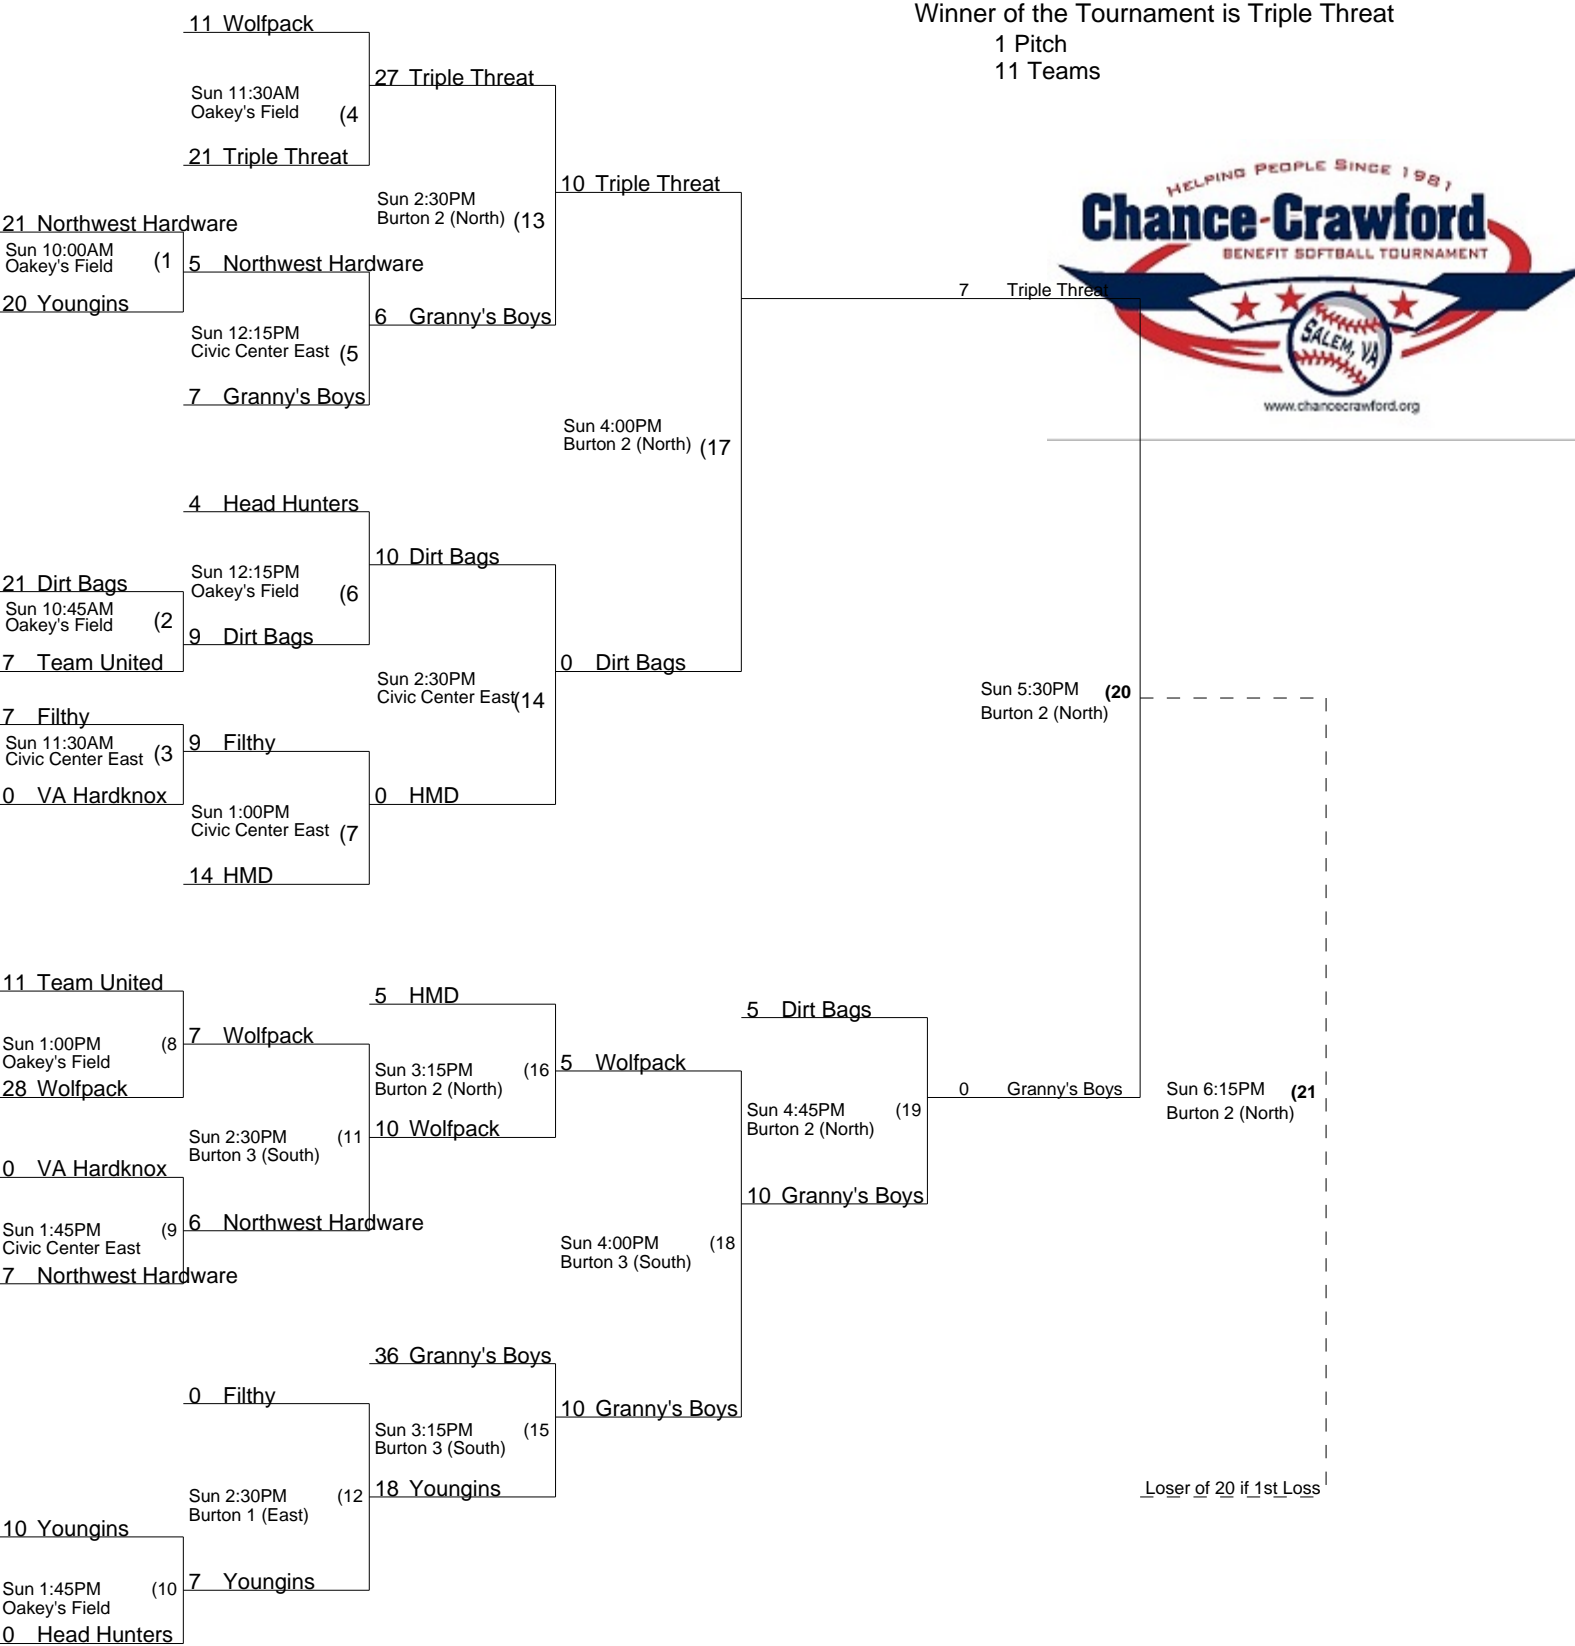 Winner of the Tournament is Triple Threat
1 Pitch
11 Teams
HELPING PEOPLE SINCE 1981
Chance-Crawford
BENEFIT SOFTBALL TOURNAMENT
SALEM, VA
www.chancecrawford.org
11 Wolfpack
27 Triple Threat
Sun 11:30AM
Oakey's Field (4
21 Triple Threat
10 Triple Threat
Sun 2:30PM
Burton 2 (North) (13
21 Northwest Hardware
Sun 10:00AM
Oakey's Field (1
5 Northwest Hardware
20 Youngins
7 Triple Threat
6 Granny's Boys
Sun 12:15PM
Civic Center East (5
7 Granny's Boys
Sun 4:00PM
Burton 2 (North) (17
4 Head Hunters
10 Dirt Bags
Sun 12:15PM
Oakey's Field (6
21 Dirt Bags
Sun 10:45AM
Oakey's Field (2
9 Dirt Bags
7 Team United
0 Dirt Bags
Sun 2:30PM
Civic Center East (14
Sun 5:30PM (20
Burton 2 (North)
7 Filthy
Sun 11:30AM
Civic Center East (3
9 Filthy
0 VA Hardknox
0 HMD
Sun 1:00PM
Civic Center East (7
14 HMD
11 Team United
5 HMD
5 Dirt Bags
7 Wolfpack
Sun 1:00PM (8
Oakey's Field
28 Wolfpack
5 Wolfpack
Sun 3:15PM (16
Burton 2 (North)
0 Granny's Boys
Sun 6:15PM (21
Burton 2 (North)
Sun 4:45PM (19
Burton 2 (North)
10 Wolfpack
Sun 2:30PM (11
Burton 3 (South)
0 VA Hardknox
10 Granny's Boys
6 Northwest Hardware
Sun 1:45PM (9
Civic Center East
7 Northwest Hardware
Sun 4:00PM (18
Burton 3 (South)
36 Granny's Boys
0 Filthy
10 Granny's Boys
Sun 3:15PM (15
Burton 3 (South)
18 Youngins
Loser of 20 if 1st Loss
Sun 2:30PM (12
Burton 1 (East)
10 Youngins
7 Youngins
Sun 1:45PM (10
Oakey's Field
0 Head Hunters